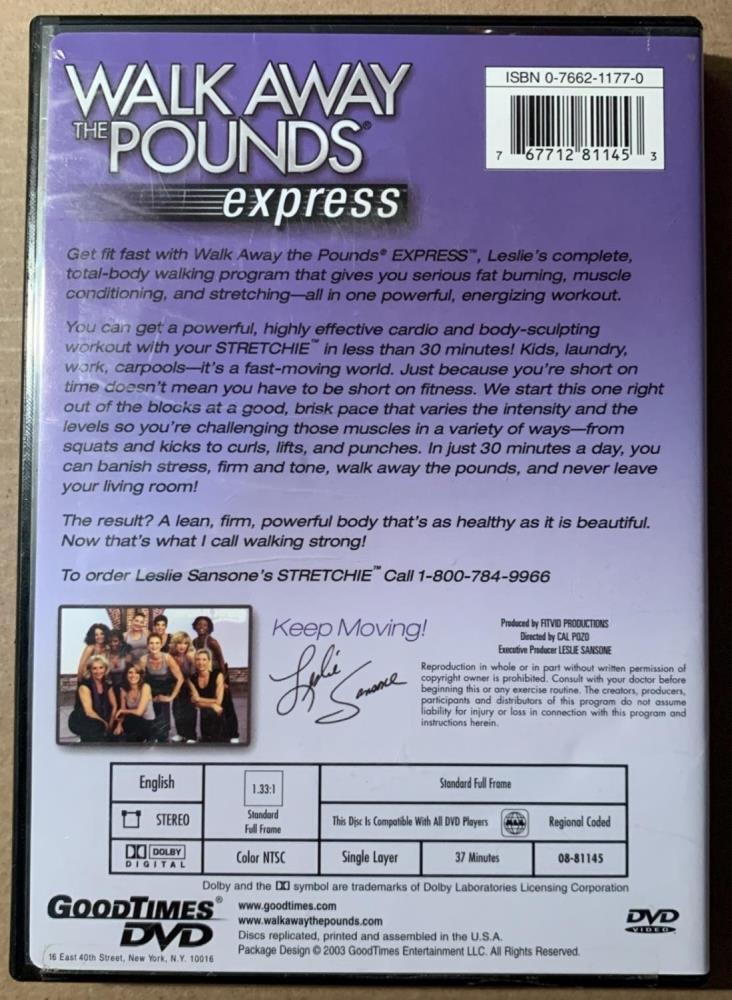 WALK AWAY
THE POUNDS®
express
ISBN 0-7662-1177-0
7 67712 81145 3
Get fit fast with Walk Away the Pounds® EXPRESS™, Leslie's complete,
total-body walking program that gives you serious fat burning, muscle
conditioning, and stretching—all in one powerful, energizing workout.
You can get a powerful, highly effective cardio and body-sculpting
workout with your STRETCHIE™ in less than 30 minutes! Kids, laundry,
work, carpools—it's a fast-moving world. Just because you're short on
time doesn't mean you have to be short on fitness. We start this one right
out of the blocks at a good, brisk pace that varies the intensity and the
levels so you're challenging those muscles in a variety of ways—from
squats and kicks to curls, lifts, and punches. In just 30 minutes a day, you
can banish stress, firm and tone, walk away the pounds, and never leave
your living room!
The result? A lean, firm, powerful body that's as healthy as it is beautiful.
Now that's what I call walking strong!
To order Leslie Sansone's STRETCHIE™ Call 1-800-784-9966
Keep Moving!
Leslie
Sansone
Produced by FITVID PRODUCTIONS
Directed by CAL POZO
Executive Producer LESLIE SANSONE
Reproduction in whole or in part without written permission of
copyright owner is prohibited. Consult with your doctor before
beginning this or any exercise routine. The creators, producers,
participants and distributors of this program do not assume
liability for injury or loss in connection with this program and
instructions herein.
English
STEREO
DOLBY
DIGITAL
1.33:1
Standard
Full Frame
Color NTSC
Standard Full Frame
This Disc Is Compatible With All DVD Players
ALL
Regional Coded
Single Layer
37 Minutes
08-81145
Dolby and the DD symbol are trademarks of Dolby Laboratories Licensing Corporation
GOODTIMES®
DVD
16 East 40th Street, New York, N.Y. 10016
www.goodtimes.com
www.walkawaythepounds.com
Discs replicated, printed and assembled in the U.S.A.
Package Design © 2003 GoodTimes Entertainment LLC. All Rights Reserved.
DVD
VIDEO